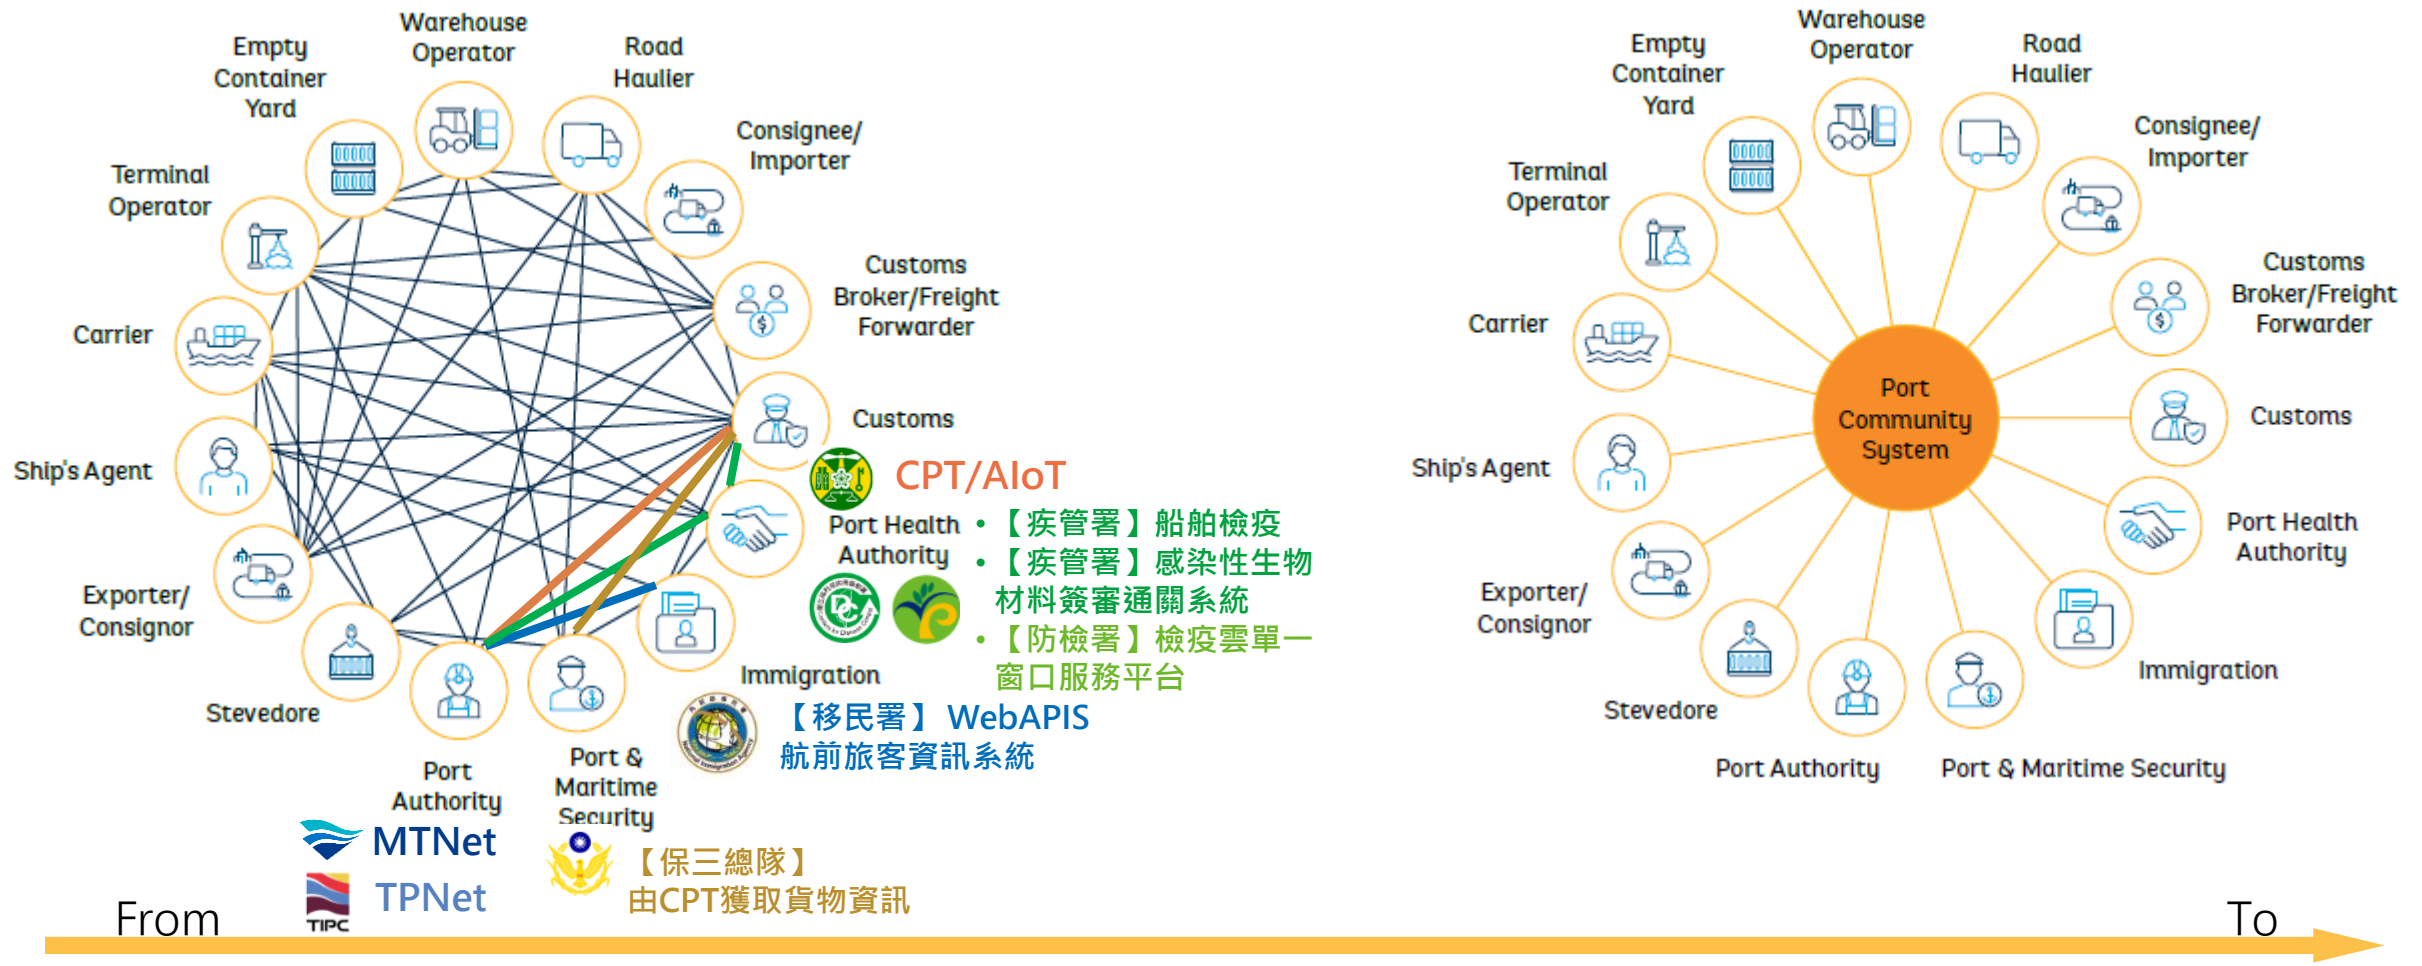 Warehouse
Operator
Empty
Container
Yard
Road
Haulier
Consignee/
Importer
Terminal
Operator
Customs
Broker/Freight
Forwarder
Carrier
Customs
CPT/AIoT
Ship's Agent
Port Health
Authority
•【疾管署】船舶檢疫
•【疾管署】感染性生物
材料簽審通關系統
•【防檢署】檢疫雲單一
窗口服務平台
Exporter/
Consignor
Immigration
【移民署】WebAPIS
航前旅客資訊系統
Stevedore
Port
Authority
MTNet
TPNet
TIPC
Port &
Maritime
Security
【保三總隊】
由CPT獲取貨物資訊
From
Warehouse
Operator
Empty
Container
Yard
Road
Haulier
Consignee/
Importer
Terminal
Operator
Customs
Broker/Freight
Forwarder
Carrier
Port
Community
System
Customs
Ship's Agent
Port Health
Authority
Exporter/
Consignor
Immigration
Stevedore
Port Authority
Port & Maritime Security
To